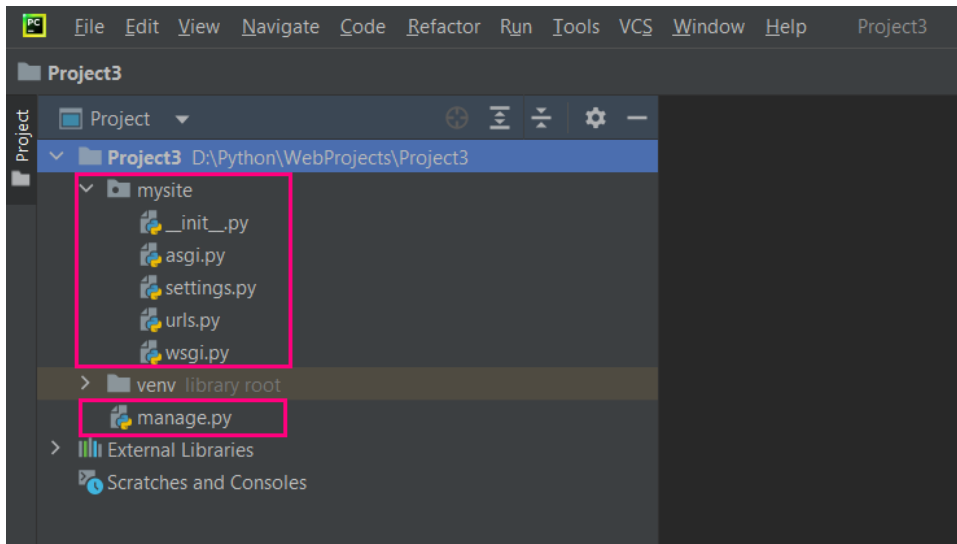 PC File Edit View Navigate Code Refactor Run Tools VCS Window Help Project3
Project3
Project
Project
Project3 D:\Python\WebProjects\Project3
mysite
__init__.py
asgi.py
settings.py
urls.py
wsgi.py
venv library root
manage.py
External Libraries
Scratches and Consoles